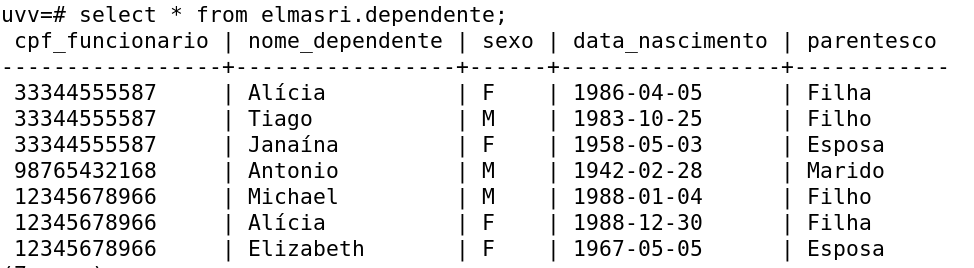 uvv=# select * from elmasri.dependente;
cpf_funcionario | nome_dependente | sexo | data_nascimento | parentesco
-----------------+-----------------+------+-----------------+------------
33344555587 | Alícia | F | 1986-04-05 | Filha
33344555587 | Tiago | M | 1983-10-25 | Filho
33344555587 | Janaína | F | 1958-05-03 | Esposa
98765432168 | Antonio | M | 1942-02-28 | Marido
12345678966 | Michael | M | 1988-01-04 | Filho
12345678966 | Alícia | F | 1988-12-30 | Filha
12345678966 | Elizabeth | F | 1967-05-05 | Esposa